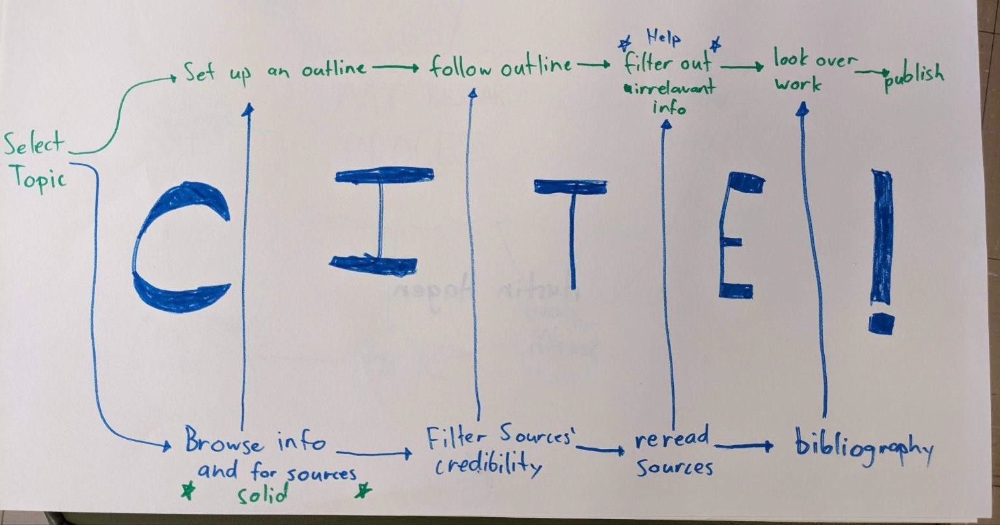 Help
Set up an outline
follow outline
filter out
irrelavant
info
look over
work
publish
Select
Topic
CITE!
Browse info
and for sources
solid
Filter Sources'
credibility
reread
sources
bibliography